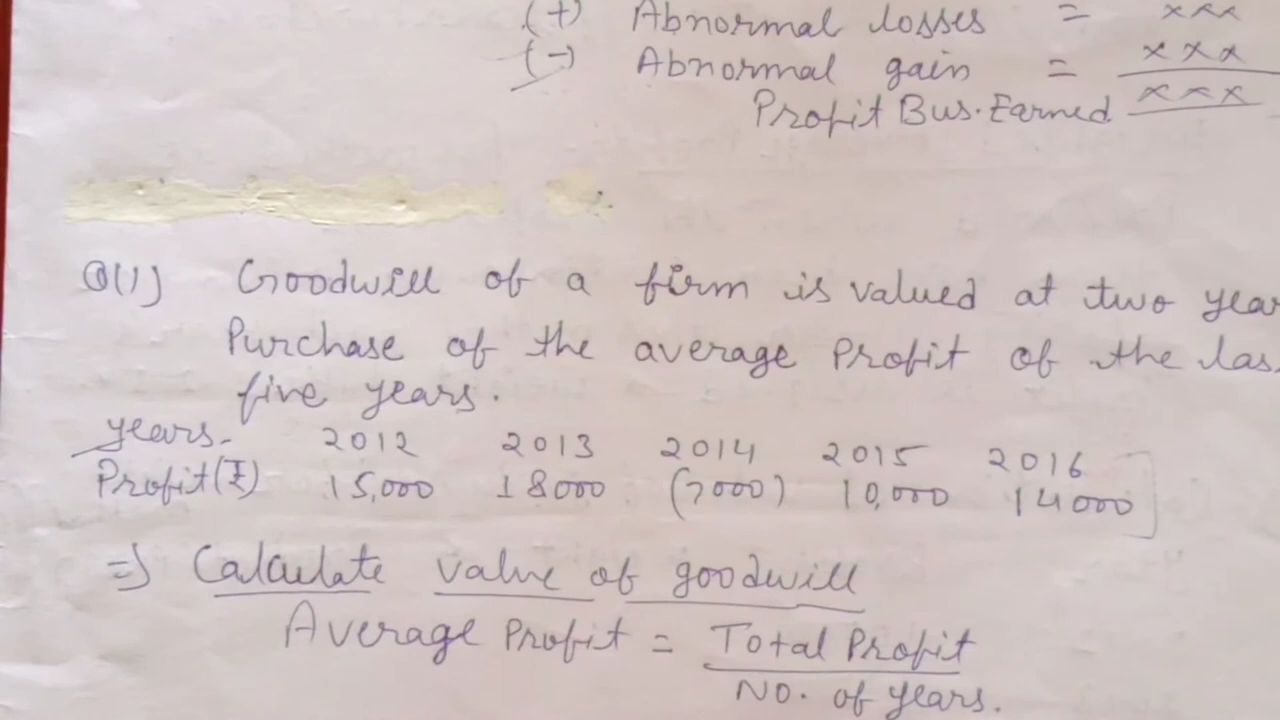 (+) Abnormal losses = xxx
(-) Abnormal gain = xxx
Profit Bus. Earned xxx
Q(1) Goodwill of a firm is valued at two year
Purchase of the average Profit of the las
five years.
years. 2012 2013 2014 2015 2016
Profit(₹) 15,000 18000 (7000) 10,000 14000
=> Calculate value of goodwill
Average Profit = Total Profit
No. of years.